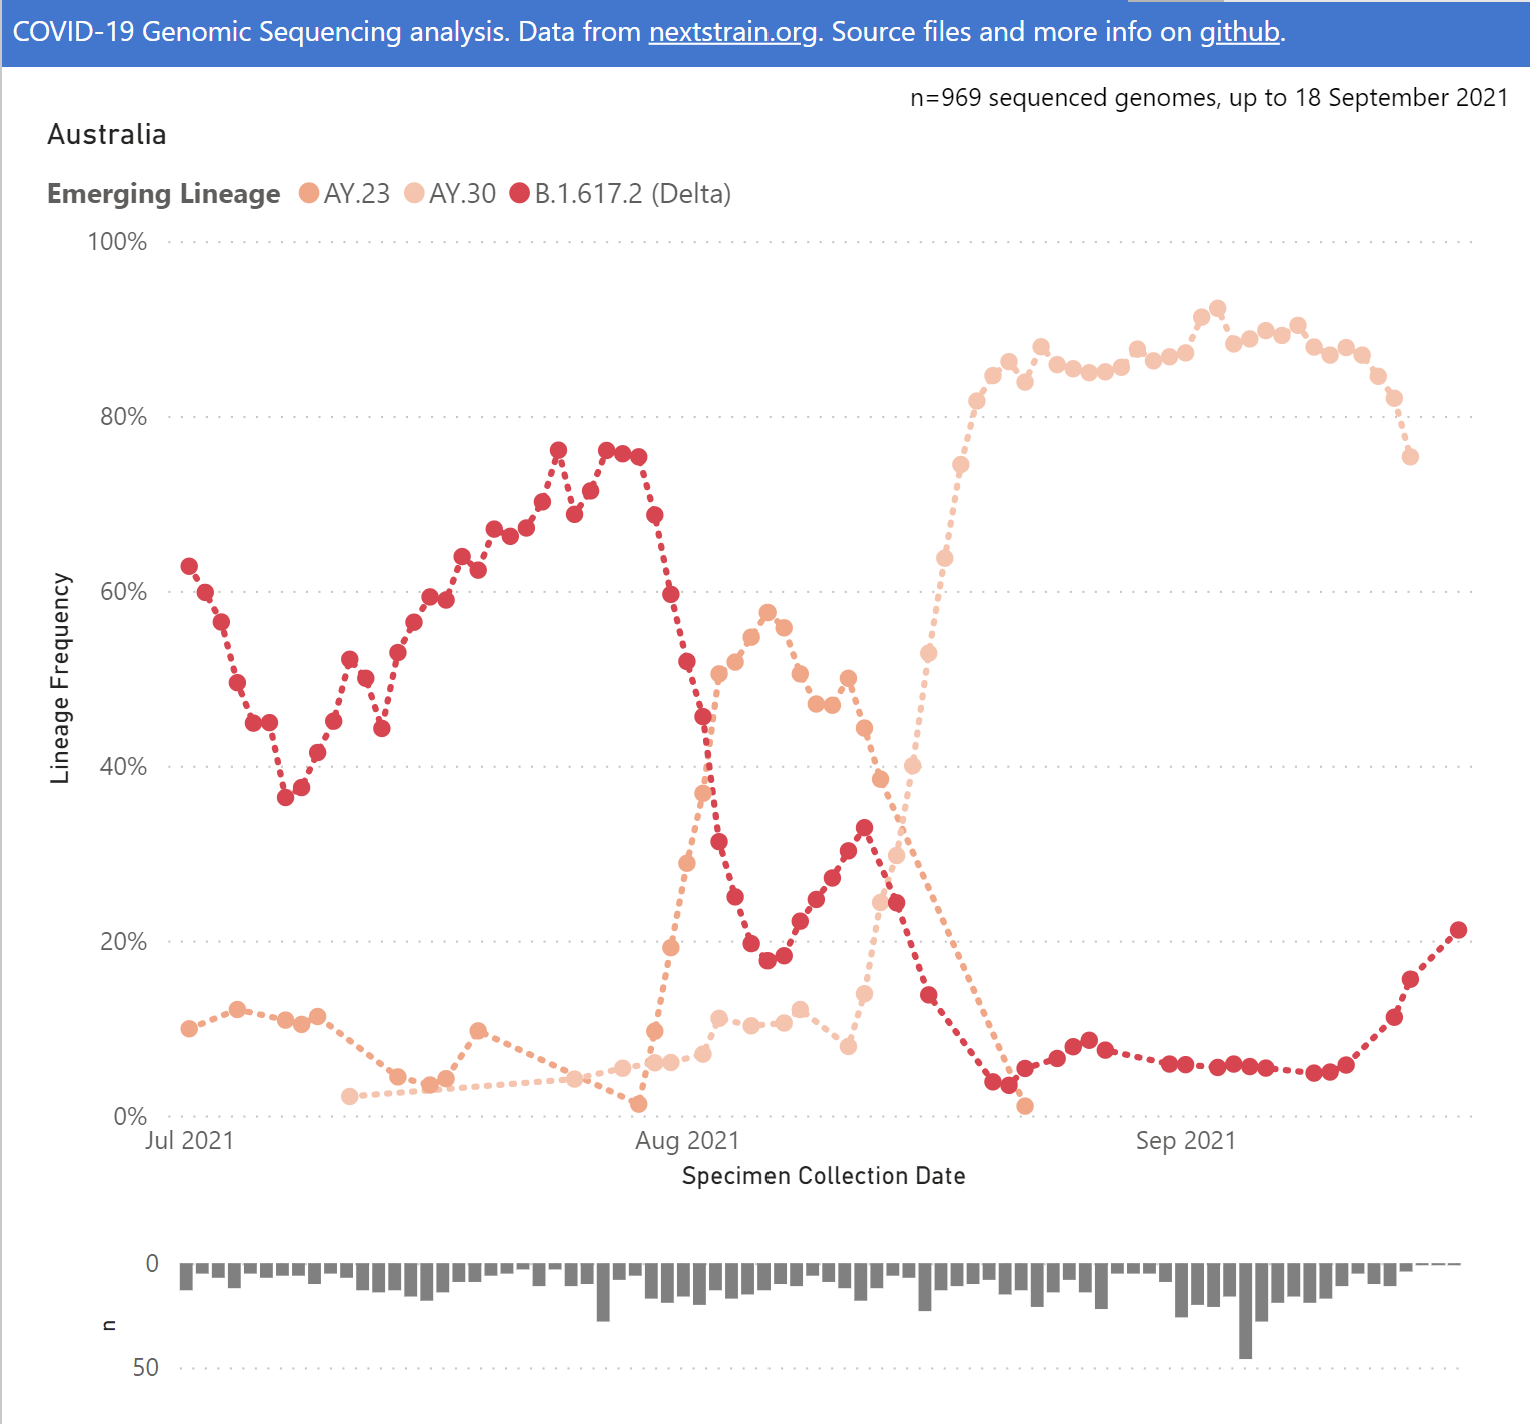 COVID-19 Genomic Sequencing analysis. Data from nextstrain.org. Source files and more info on github.
n=969 sequenced genomes, up to 18 September 2021
Australia
Emerging Lineage AY.23 AY.30 B.1.617.2 (Delta)
100%
80%
60%
40%
20%
0%
Lineage Frequency
Jul 2021 Aug 2021 Sep 2021
Specimen Collection Date
0
n
50